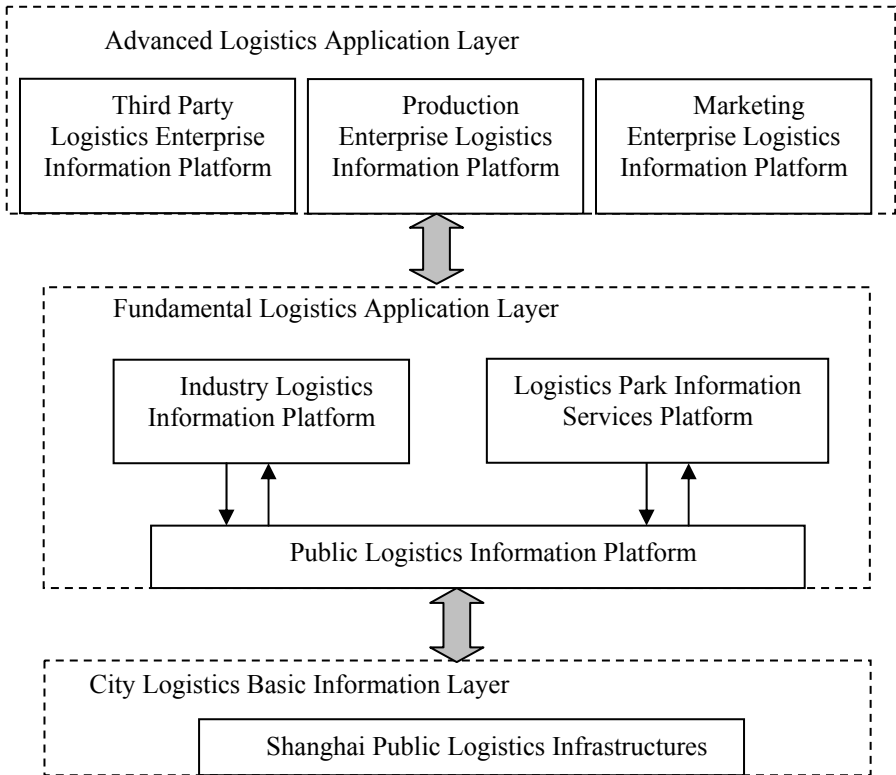 Advanced Logistics Application Layer
Third Party
Logistics Enterprise
Information Platform
Production
Enterprise Logistics
Information Platform
Marketing
Enterprise Logistics
Information Platform
Fundamental Logistics Application Layer
Industry Logistics
Information Platform
Logistics Park Information
Services Platform
Public Logistics Information Platform
City Logistics Basic Information Layer
Shanghai Public Logistics Infrastructures